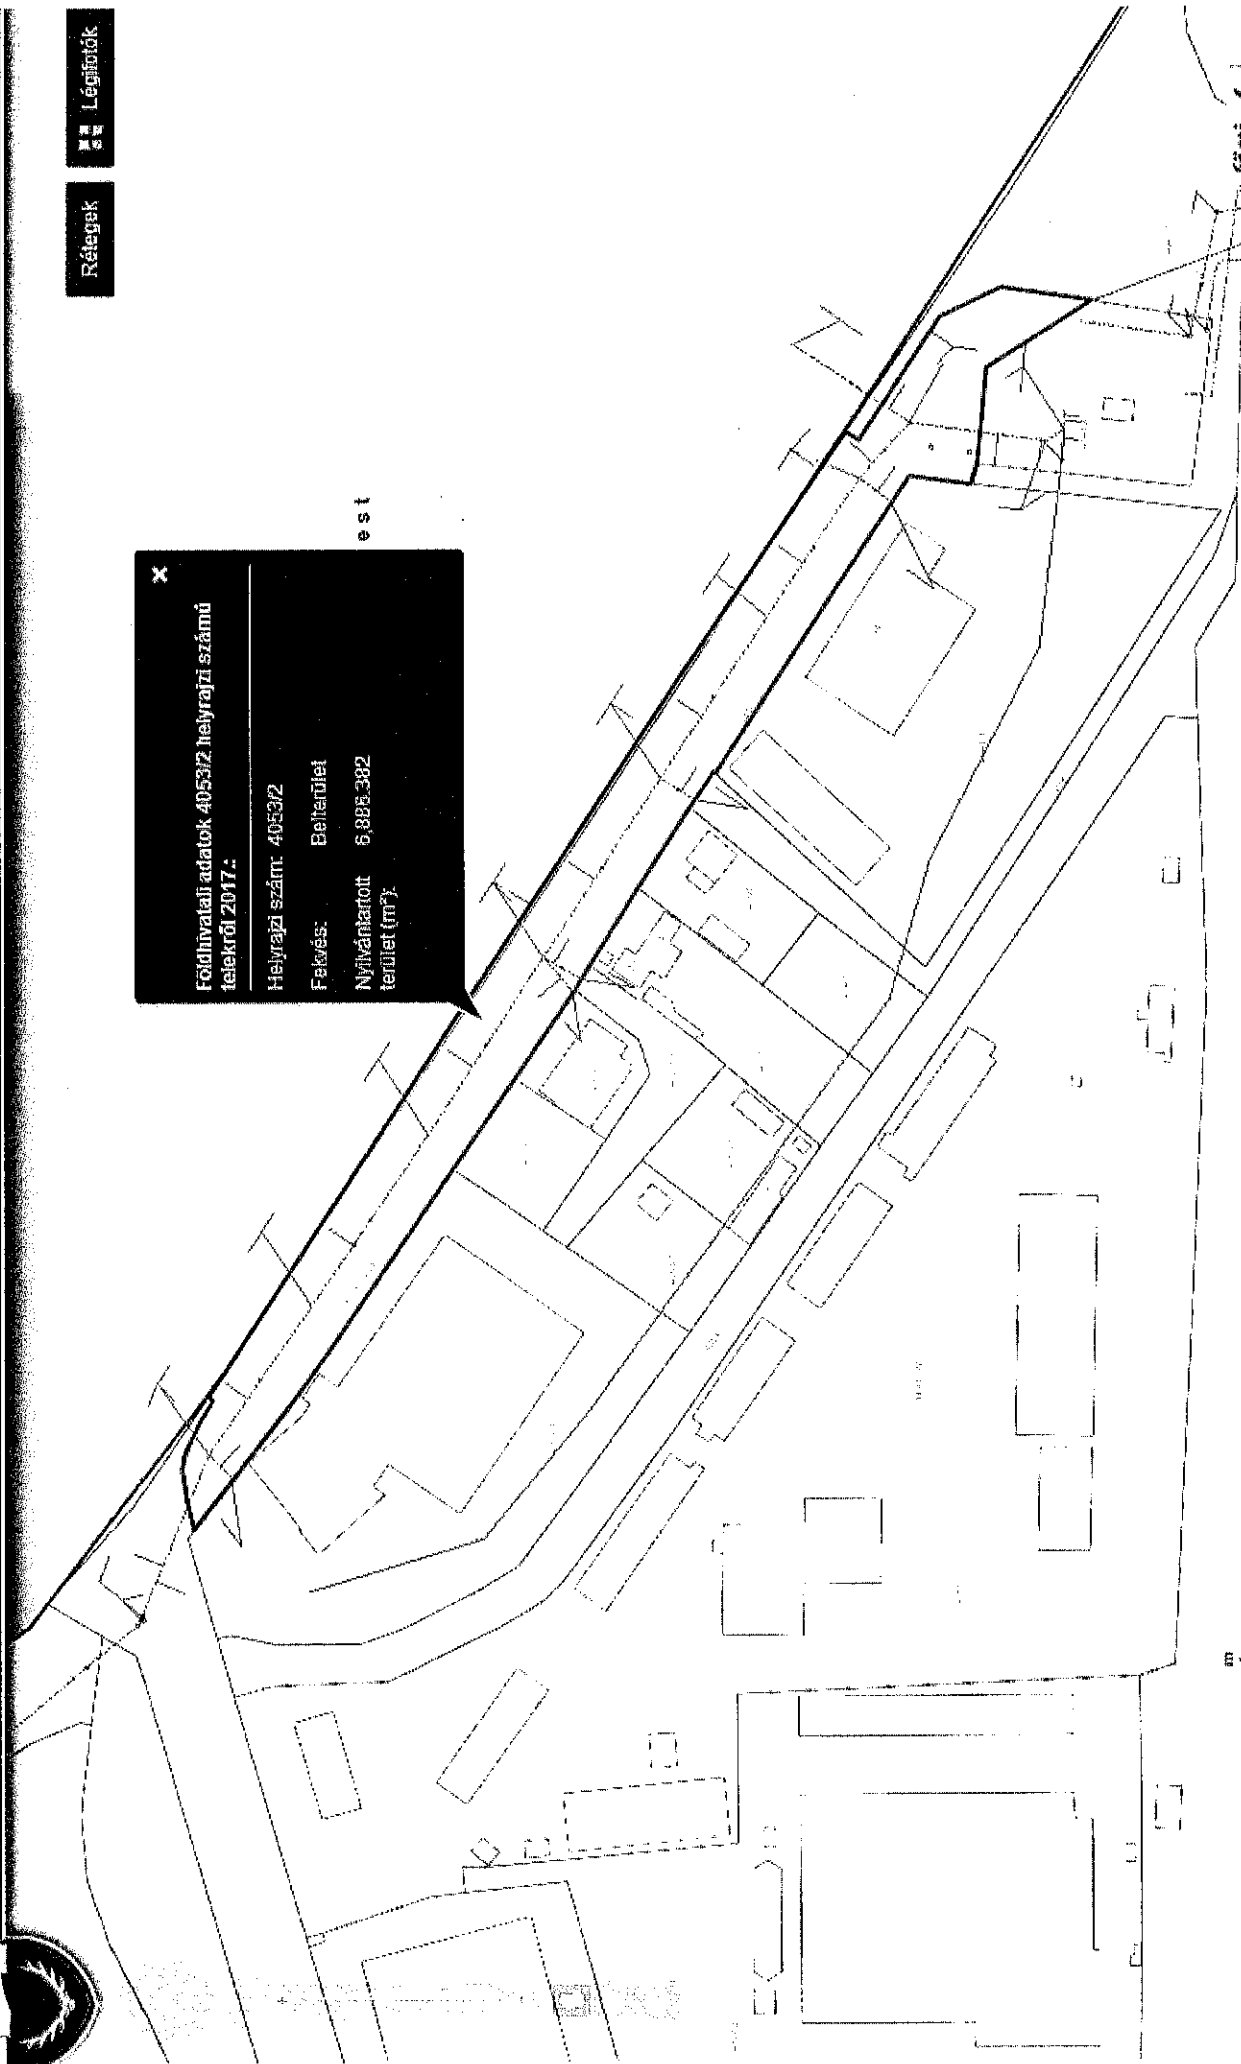 Rétegek
Légifotók
Földhivatali adatok 4053/2 helyrajzi számú
telekről 2017.:
Helyrajzi szám: 4053/2
Fekvés: Belterület
Nyilvántartott 6,886.382
terület (m²):
est